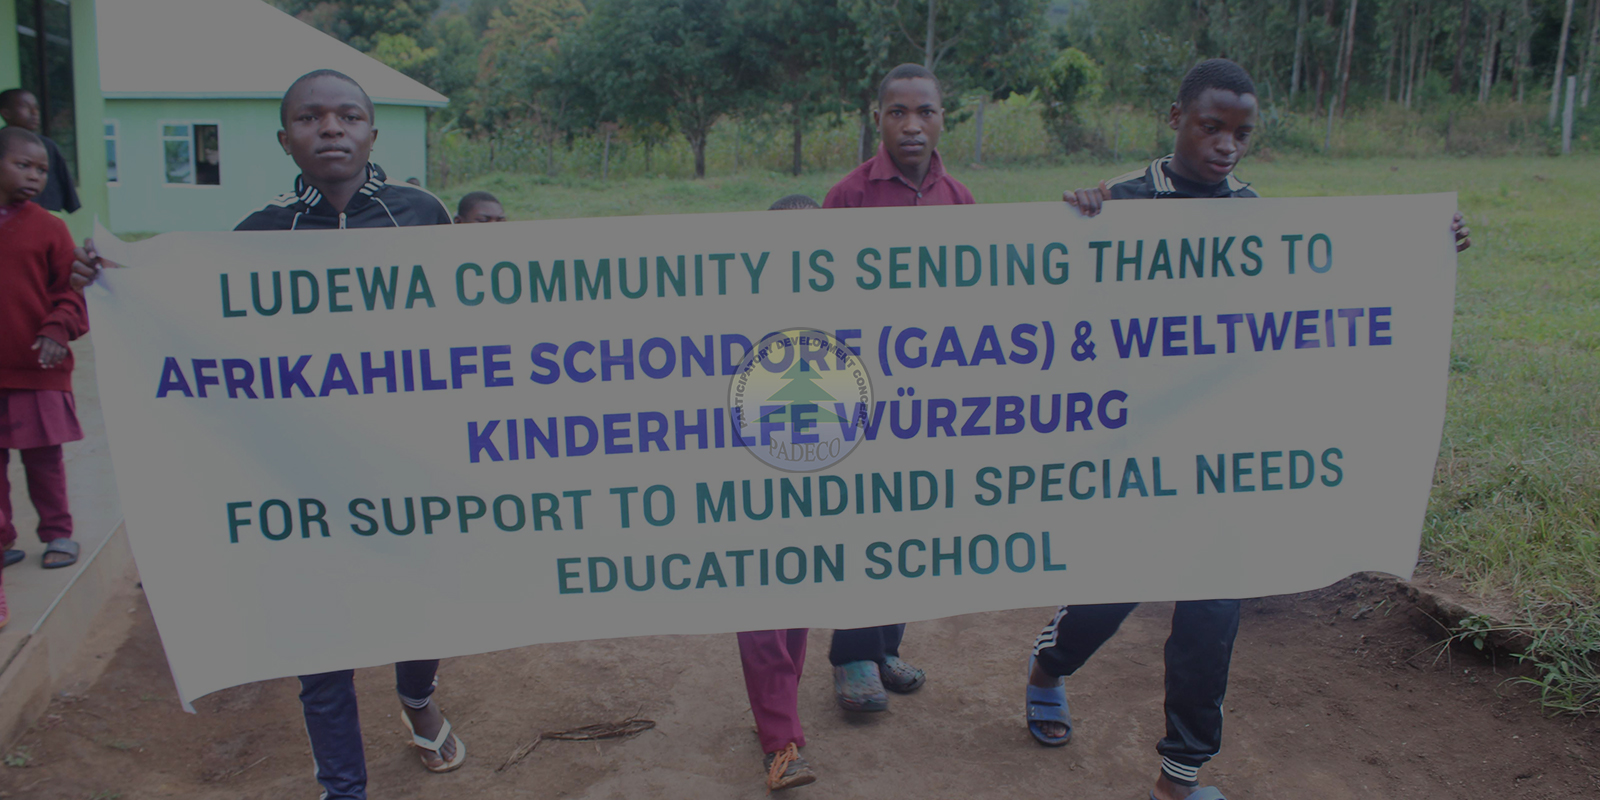 LUDEWA COMMUNITY IS SENDING THANKS TO
AFRIKAHILFE SCHONDORF (GAAS) & WELTWEITE
KINDERHILFE WÜRZBURG
FOR SUPPORT TO MUNDINDI SPECIAL NEEDS
EDUCATION SCHOOL
PARTICIPATORY DEVELOPMENT CONCERN
PADECO